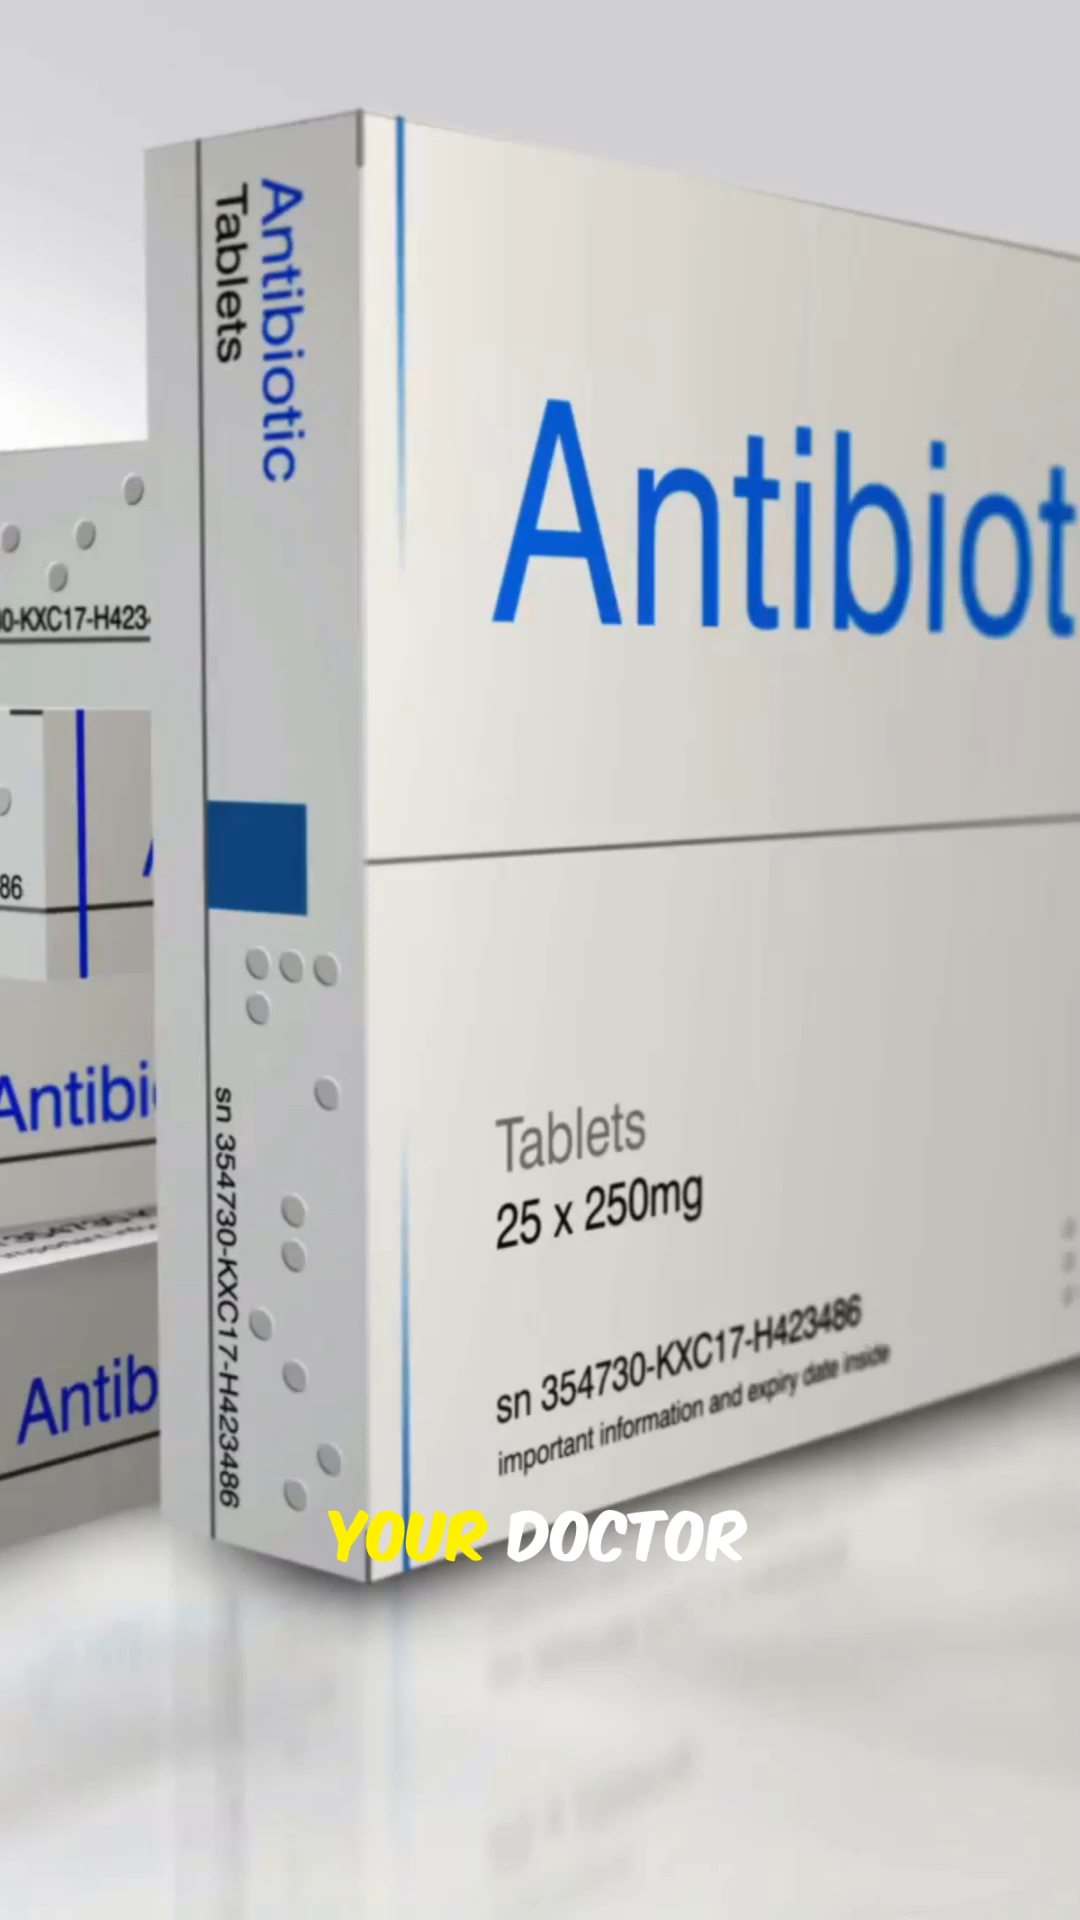 Antibiotic
Tablets
sn 354730-KXC17-H423486
Antibiot
Tablets
25 x 250mg
sn 354730-KXC17-H423486
important information and expiry date inside
0-KXC17-H423
86
Antibi
Antib
YOUR DOCTOR